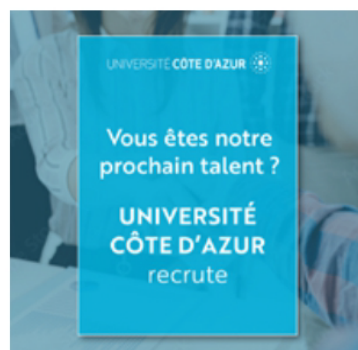 UNIVERSITÉ CÔTE D'AZUR
Vous êtes notre
prochain talent ?
UNIVERSITÉ
CÔTE D'AZUR
recrute